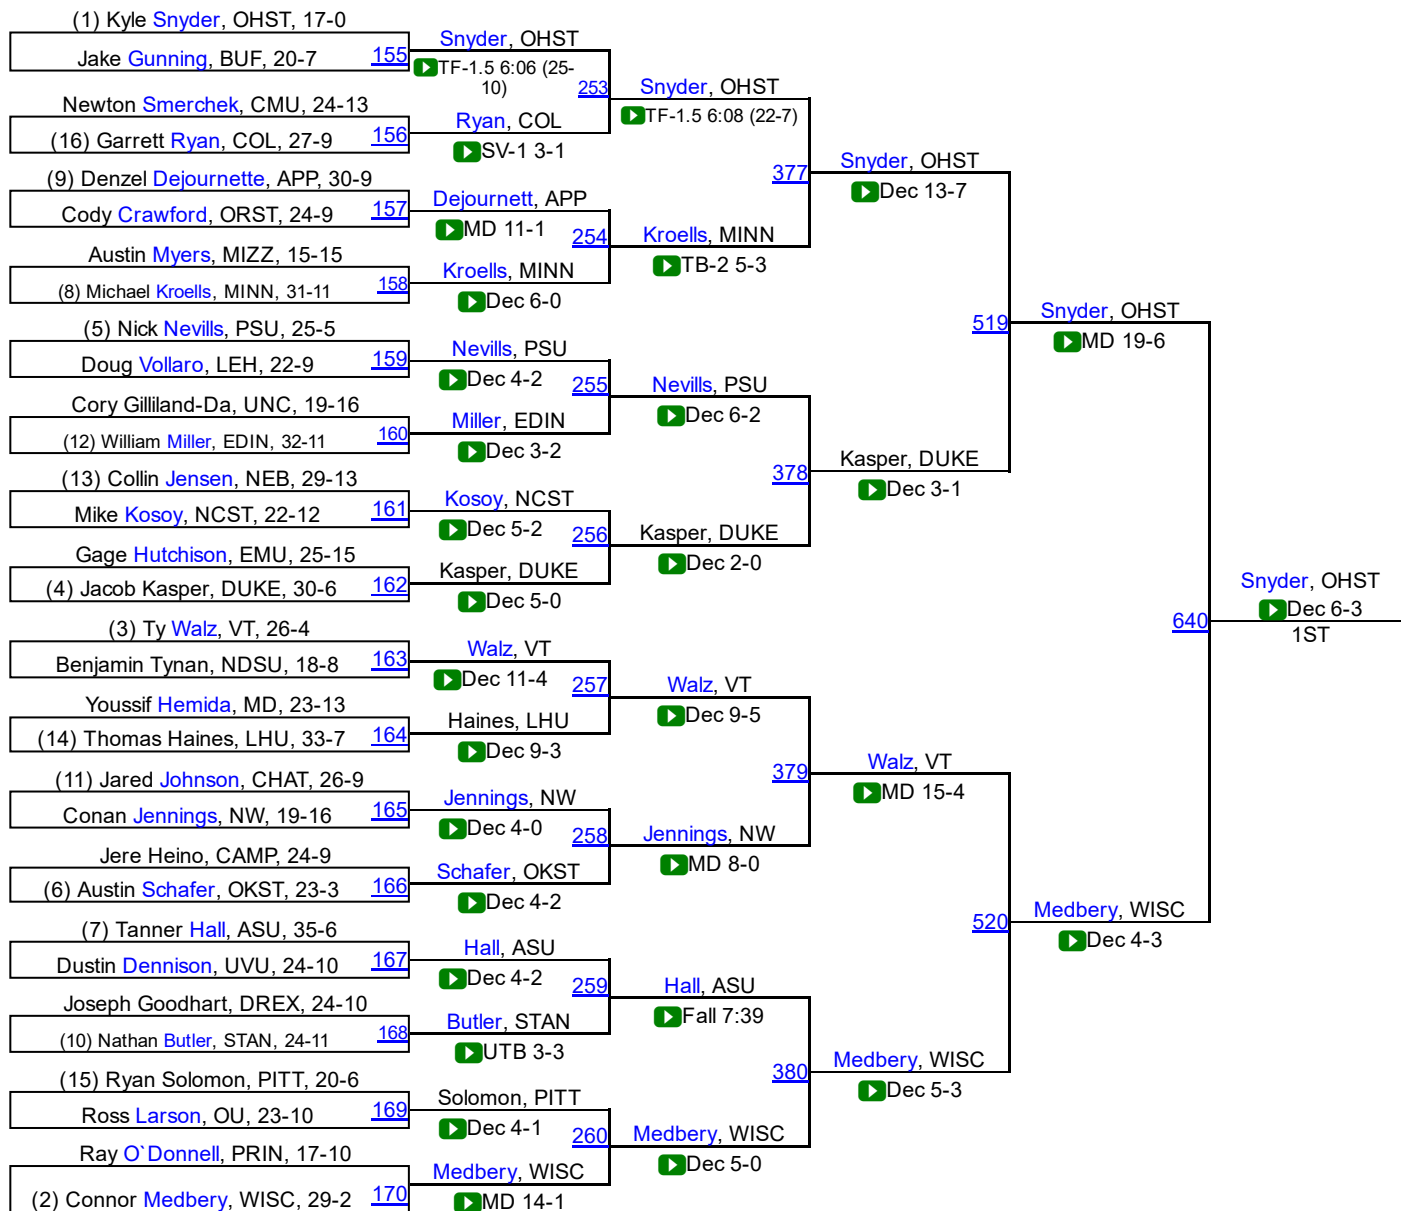 (1) Kyle Snyder, OHST, 17-0
Jake Gunning, BUF, 20-7
155
Newton Smerchek, CMU, 24-13
(16) Garrett Ryan, COL, 27-9
156
(9) Denzel Dejournette, APP, 30-9
Cody Crawford, ORST, 24-9
157
Austin Myers, MIZZ, 15-15
(8) Michael Kroells, MINN, 31-11
158
(5) Nick Nevills, PSU, 25-5
Doug Vollaro, LEH, 22-9
159
Cory Gilliland-Da, UNC, 19-16
(12) William Miller, EDIN, 32-11
160
(13) Collin Jensen, NEB, 29-13
Mike Kosoy, NCST, 22-12
161
Gage Hutchison, EMU, 25-15
(4) Jacob Kasper, DUKE, 30-6
162
(3) Ty Walz, VT, 26-4
Benjamin Tynan, NDSU, 18-8
163
Youssif Hemida, MD, 23-13
(14) Thomas Haines, LHU, 33-7
164
(11) Jared Johnson, CHAT, 26-9
Conan Jennings, NW, 19-16
165
Jere Heino, CAMP, 24-9
(6) Austin Schafer, OKST, 23-3
166
(7) Tanner Hall, ASU, 35-6
Dustin Dennison, UVU, 24-10
167
Joseph Goodhart, DREX, 24-10
(10) Nathan Butler, STAN, 24-11
168
(15) Ryan Solomon, PITT, 20-6
Ross Larson, OU, 23-10
169
Ray O`Donnell, PRIN, 17-10
(2) Connor Medbery, WISC, 29-2
170
Snyder, OHST
TF-1.5 6:06 (25-
10)
253
Ryan, COL
SV-1 3-1
Dejournett, APP
MD 11-1
254
Kroells, MINN
Dec 6-0
Nevills, PSU
Dec 4-2
255
Miller, EDIN
Dec 3-2
Kosoy, NCST
Dec 5-2
256
Kasper, DUKE
Dec 5-0
Walz, VT
Dec 11-4
257
Haines, LHU
Dec 9-3
Jennings, NW
Dec 4-0
258
Schafer, OKST
Dec 4-2
Hall, ASU
Dec 4-2
259
Butler, STAN
UTB 3-3
Solomon, PITT
Dec 4-1
260
Medbery, WISC
MD 14-1
Snyder, OHST
TF-1.5 6:08 (22-7)
377
Kroells, MINN
TB-2 5-3
Nevills, PSU
Dec 6-2
378
Kasper, DUKE
Dec 2-0
Walz, VT
Dec 9-5
379
Jennings, NW
MD 8-0
Hall, ASU
Fall 7:39
380
Medbery, WISC
Dec 5-0
Snyder, OHST
Dec 13-7
519
Kasper, DUKE
Dec 3-1
Walz, VT
MD 15-4
520
Medbery, WISC
Dec 5-3
Snyder, OHST
MD 19-6
640
Medbery, WISC
Dec 4-3
Snyder, OHST
Dec 6-3
1ST